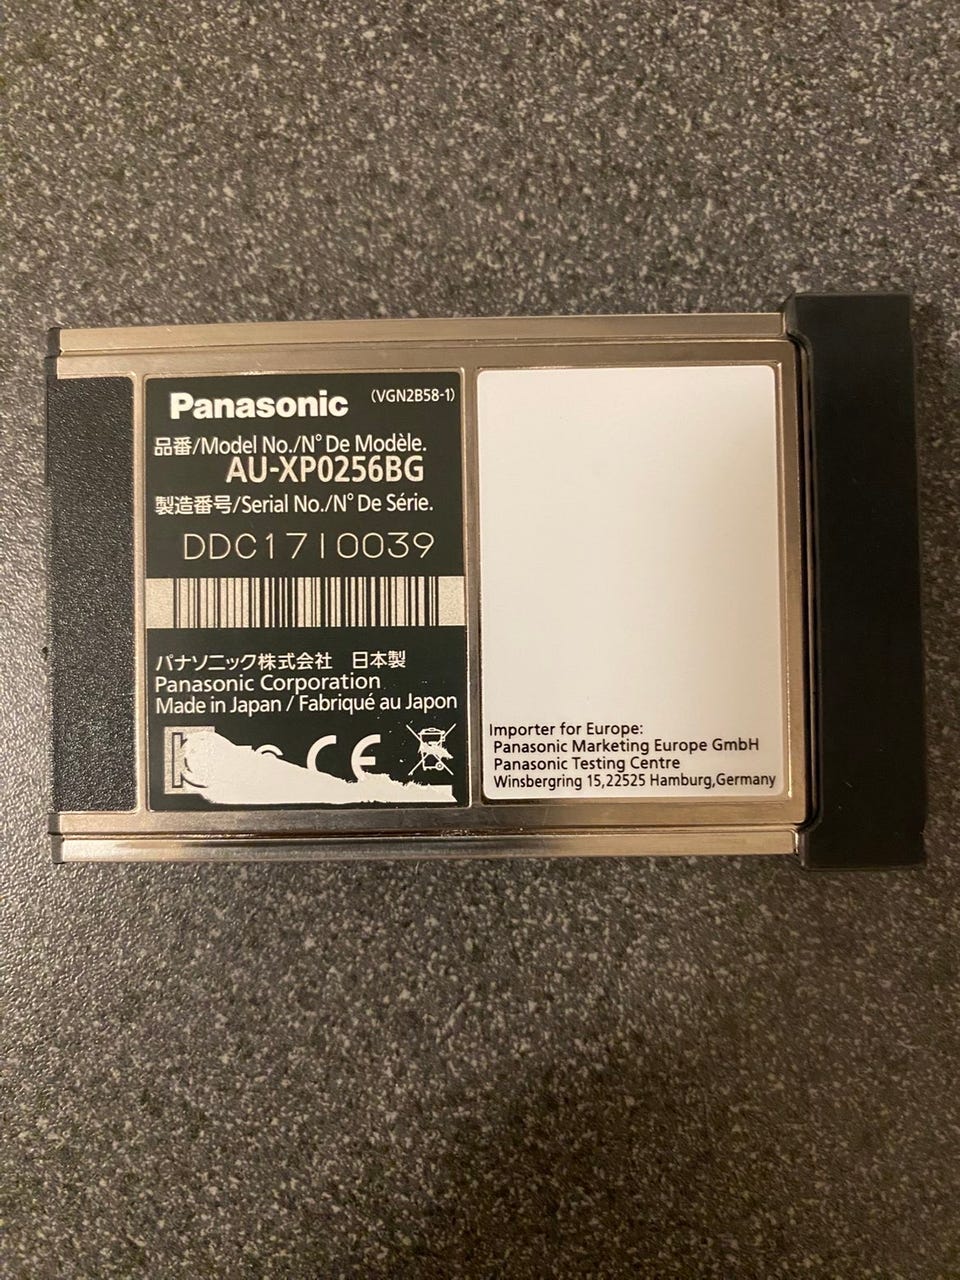 Panasonic (VGN2B58-1)
品番/Model No./N° De Modèle.
AU-XP0256BG
製造番号/Serial No./N° De Série.
DDC17I0039
パナソニック株式会社 日本製
Panasonic Corporation
Made in Japan / Fabriqué au Japon
CE
Importer for Europe:
Panasonic Marketing Europe GmbH
Panasonic Testing Centre
Winsbergring 15,22525 Hamburg,Germany